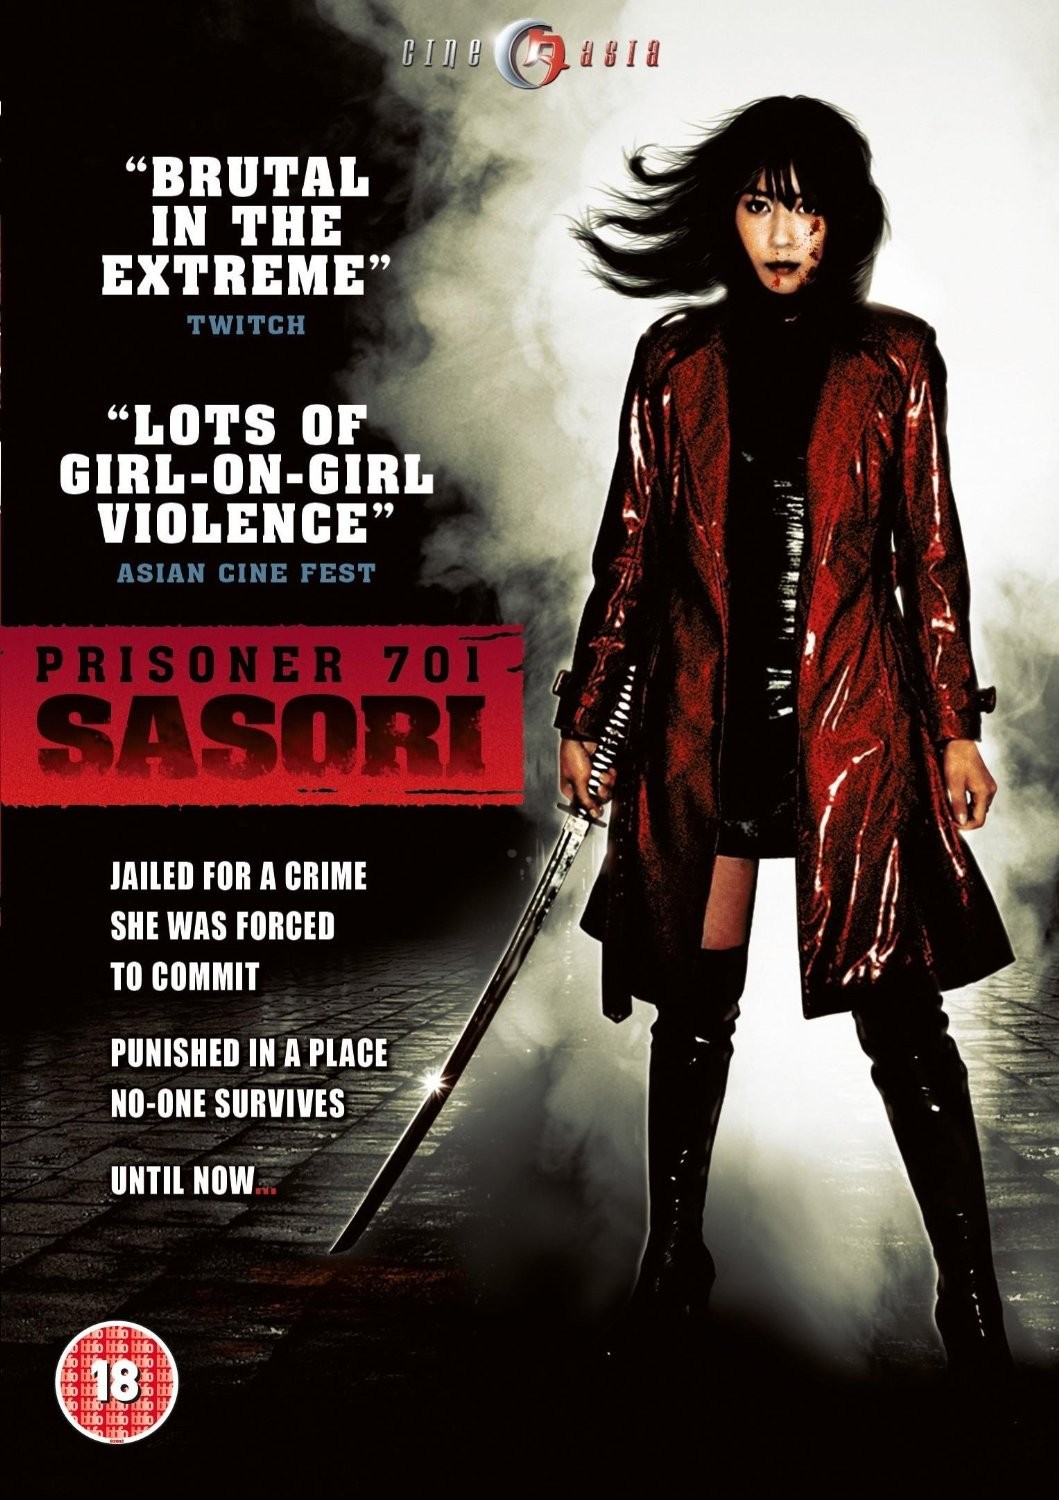 cine asia
“BRUTAL
IN THE
EXTREME”
TWITCH
“LOTS OF
GIRL-ON-GIRL
VIOLENCE”
ASIAN CINE FEST
PRISONER 701
SASORI
JAILED FOR A CRIME
SHE WAS FORCED
TO COMMIT
PUNISHED IN A PLACE
NO-ONE SURVIVES
UNTIL NOW...
18